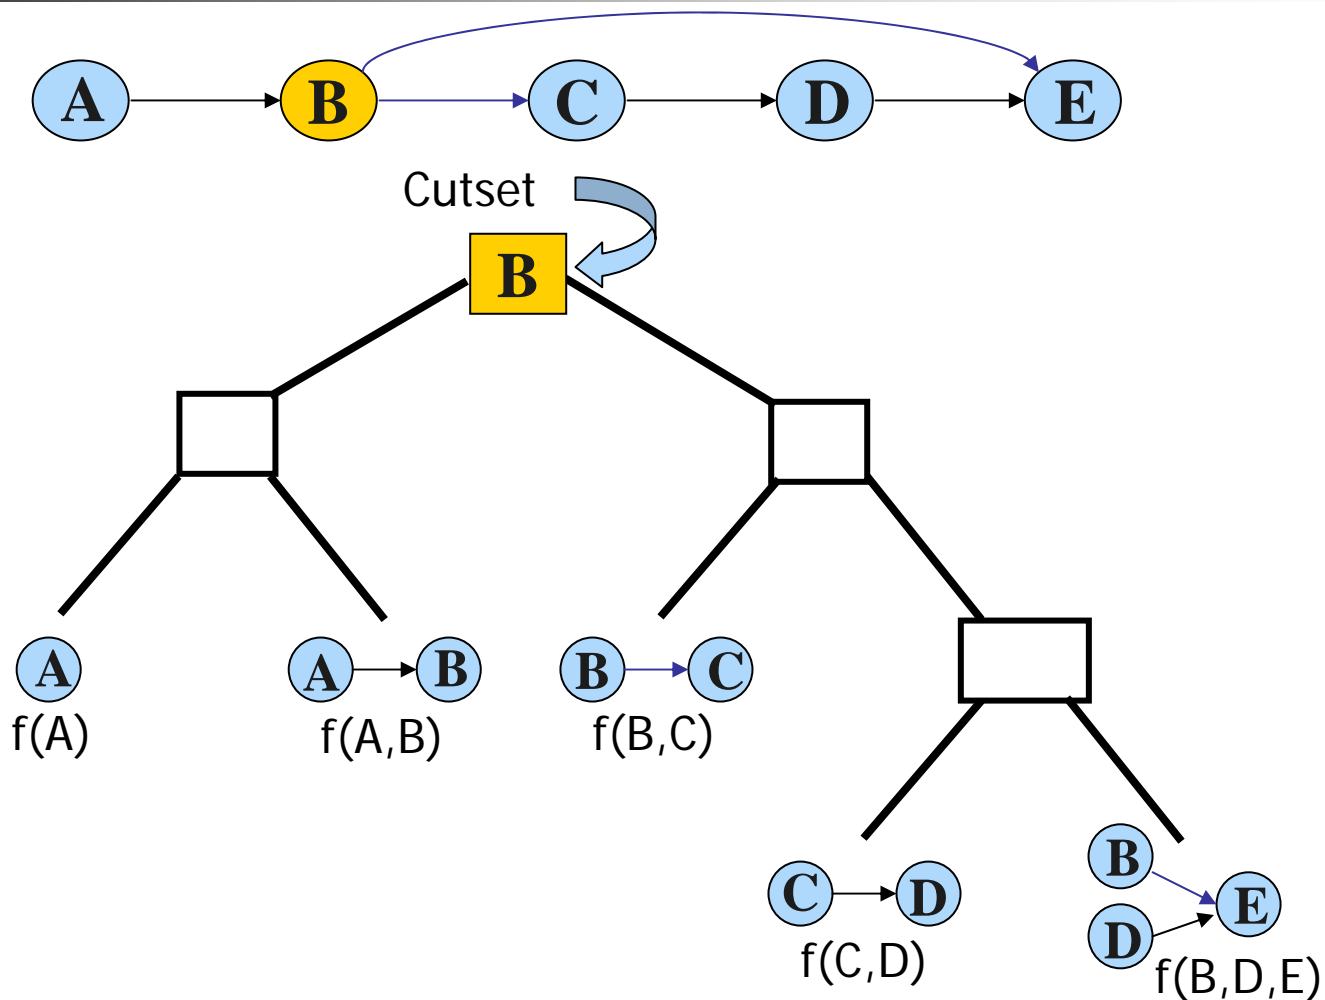 A B C D E
Cutset
B
A A B B C
f(A) f(A,B) f(B,C)
B
C D E
D
f(C,D) f(B,D,E)